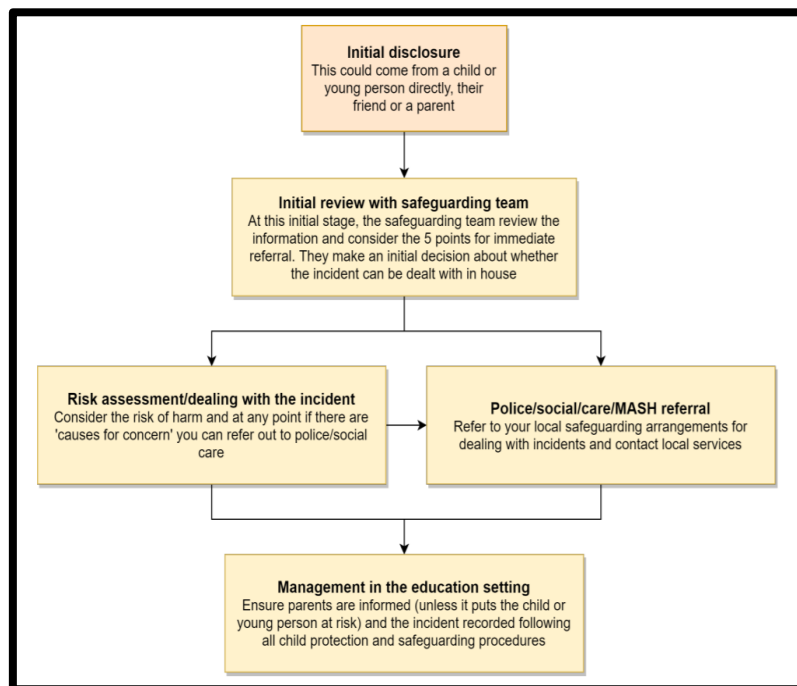 Initial disclosure
This could come from a child or
young person directly, their
friend or a parent
Initial review with safeguarding team
At this initial stage, the safeguarding team review the
information and consider the 5 points for immediate
referral. They make an initial decision about whether
the incident can be dealt with in house
Risk assessment/dealing with the incident
Consider the risk of harm and at any point if there are
'causes for concern' you can refer out to police/social
care
Police/social/care/MASH referral
Refer to your local safeguarding arrangements for
dealing with incidents and contact local services
Management in the education setting
Ensure parents are informed (unless it puts the child or
young person at risk) and the incident recorded following
all child protection and safeguarding procedures